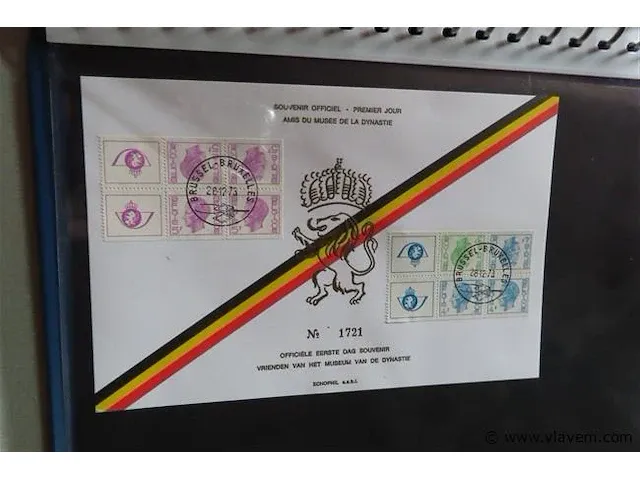 SOUVENIR OFFICIEL - PREMIER JOUR
AMIS DU MUSEE DE LA DYNASTIE
BRUSSEL-BRUXELLES
28.12.73
BRUSSEL-BRUXELLES
28.12.73
№ 1721
OFFICIËLE EERSTE DAG SOUVENIR
VRIENDEN VAN HET MUSEUM VAN DE DYNASTIE
SCHOPHIL a.s.b.l.
© www.vlavem.com